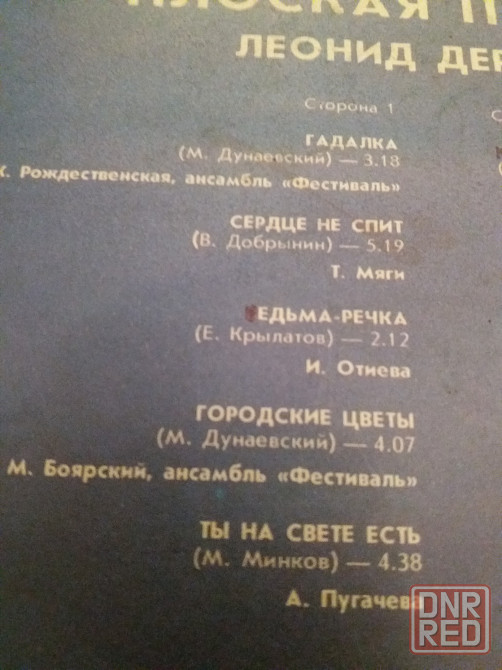 ПЛОСКАЯ П
ЛЕОНИД ДЕР
Сторона 1
ГАДАЛКА
(М. Дунаевский) — 3.18
Ж. Рождественская, ансамбль «Фестиваль»
СЕРДЦЕ НЕ СПИТ
(В. Добрынин) — 5.19
Т. Мяги
ВЕДЬМА-РЕЧКА
(Е. Крылатов) — 2.12
И. Отиева
ГОРОДСКИЕ ЦВЕТЫ
(М. Дунаевский) — 4.07
М. Боярский, ансамбль «Фестиваль»
ТЫ НА СВЕТЕ ЕСТЬ
(М. Минков) — 4.38
А. Пугачева
DNR
RED